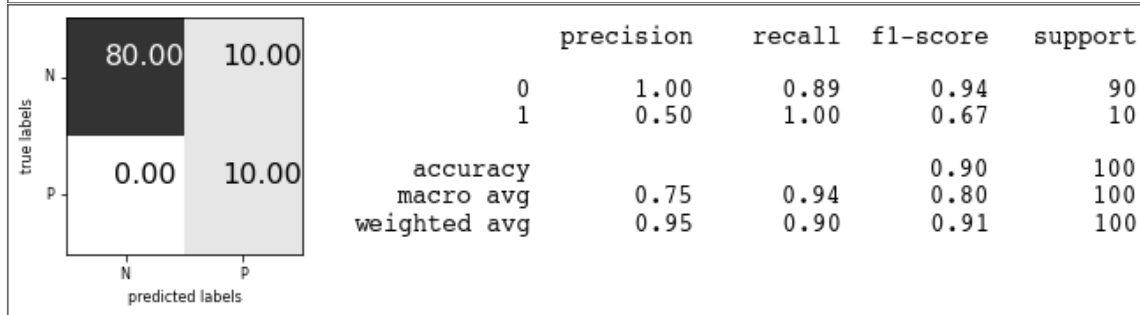 80.00 10.00
N
0.00 10.00
P
true labels
N P
predicted labels
precision recall f1-score support
0 1.00 0.89 0.94 90
1 0.50 1.00 0.67 10
accuracy 0.90 100
macro avg 0.75 0.94 0.80 100
weighted avg 0.95 0.90 0.91 100